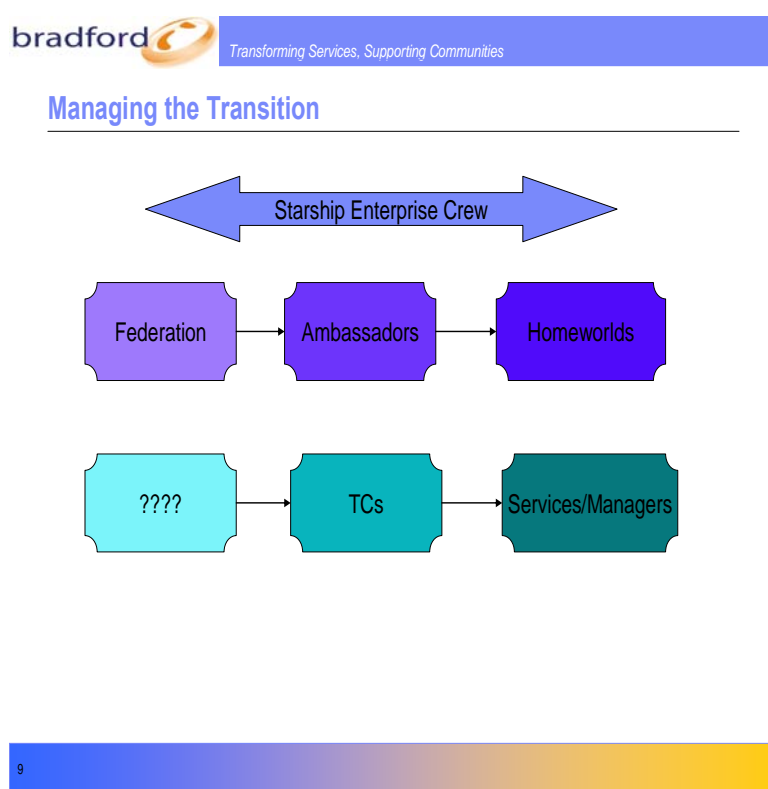 bradford
Transforming Services, Supporting Communities
Managing the Transition
Starship Enterprise Crew
Federation
Ambassadors
Homeworlds
????
TCs
Services/Managers
9